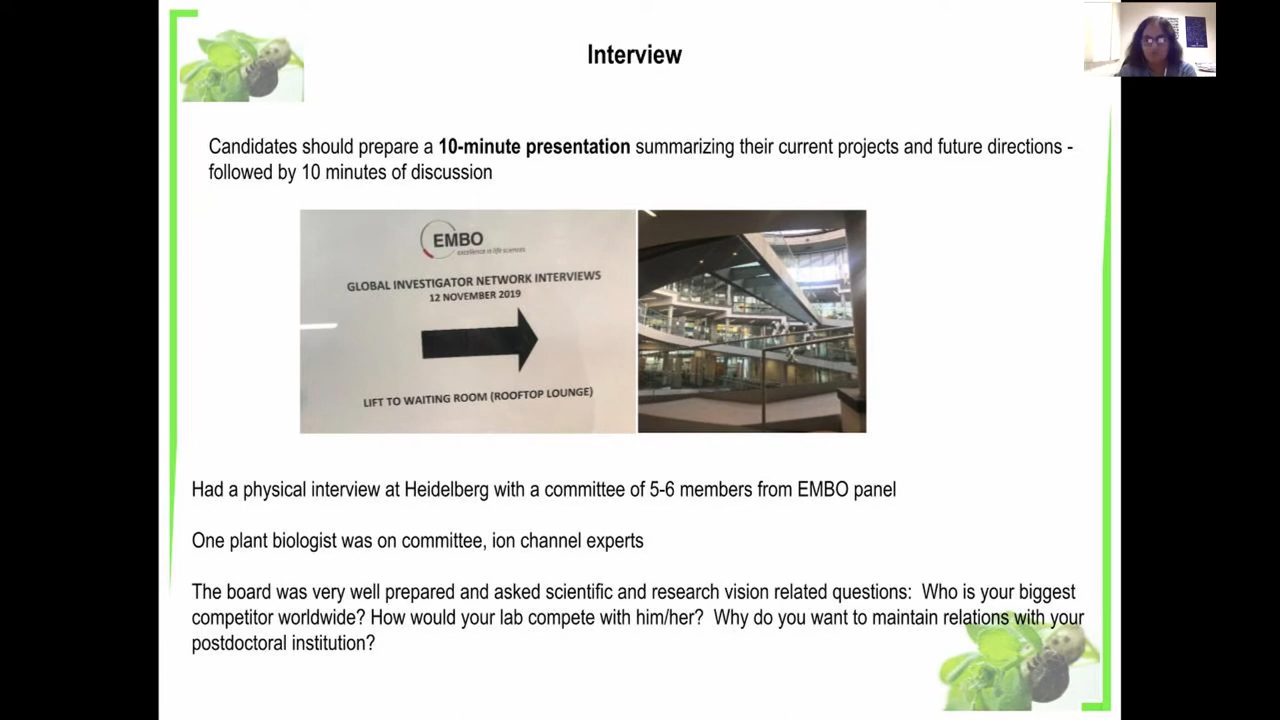 Interview
Candidates should prepare a 10-minute presentation summarizing their current projects and future directions -
followed by 10 minutes of discussion
EMBO
excellence in life sciences
GLOBAL INVESTIGATOR NETWORK INTERVIEWS
12 NOVEMBER 2019
LIFT TO WAITING ROOM (ROOFTOP LOUNGE)
Had a physical interview at Heidelberg with a committee of 5-6 members from EMBO panel
One plant biologist was on committee, ion channel experts
The board was very well prepared and asked scientific and research vision related questions: Who is your biggest
competitor worldwide? How would your lab compete with him/her? Why do you want to maintain relations with your
postdoctoral institution?